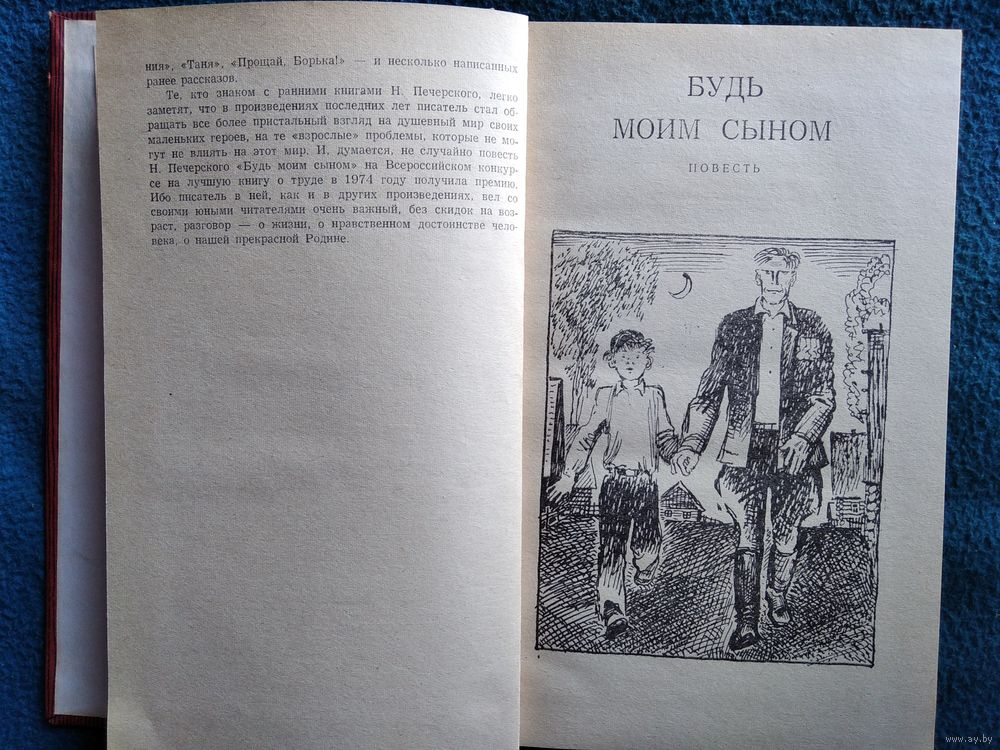 ния», «Таня», «Прощай, Борька!» — и несколько написанных
ранее рассказов.
Те, кто знаком с ранними книгами Н. Печерского, легко
заметят, что в произведениях последних лет писатель стал об-
ращать все более пристальный взгляд на душевный мир своих
маленьких героев, на те «взрослые» проблемы, которые не мо-
гут не влиять на этот мир. И, думается, не случайно повесть
Н. Печерского «Будь моим сыном» на Всероссийском конкур-
се на лучшую книгу о труде в 1974 году получила премию.
Ибо писатель в ней, как и в других произведениях, вел со
своими юными читателями очень важный, без скидок на воз-
раст, разговор — о жизни, о нравственном достоинстве чело-
века, о нашей прекрасной Родине.
БУДЬ
МОИМ СЫНОМ
ПОВЕСТЬ
www.ay.by